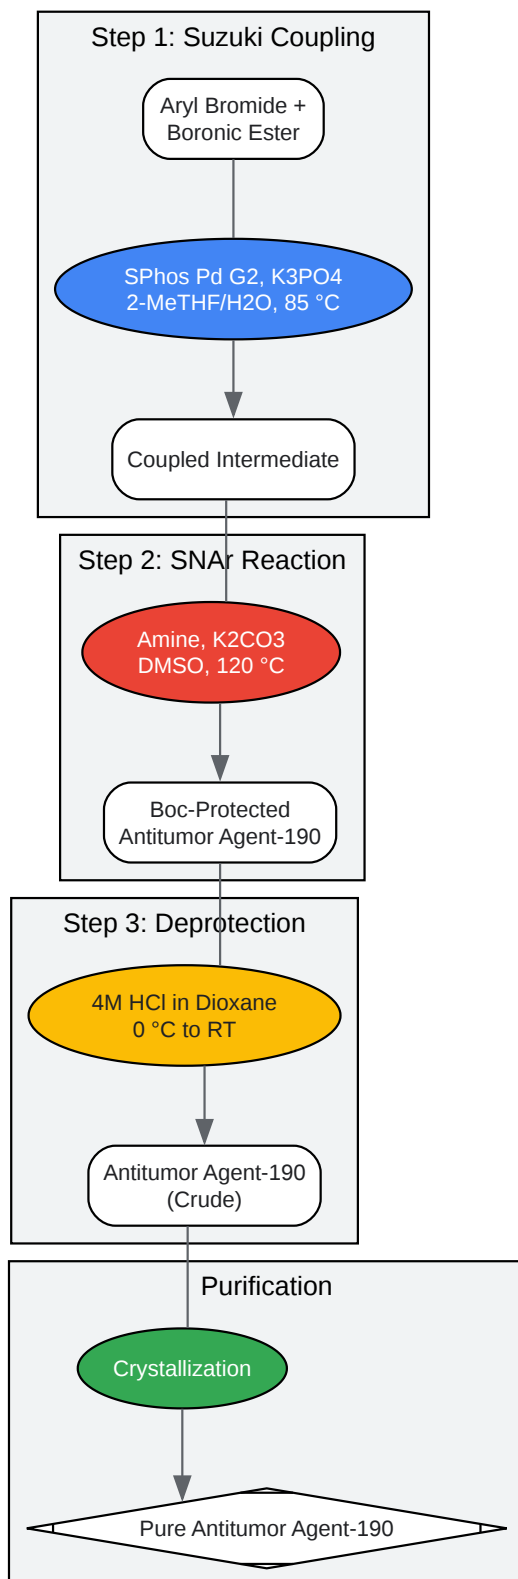 Step 1: Suzuki Coupling
Aryl Bromide +
Boronic Ester
SPhos Pd G2, K3PO4
2-MeTHF/H2O, 85 °C
Coupled Intermediate
Step 2: SNAr Reaction
Amine, K2CO3
DMSO, 120 °C
Boc-Protected
Antitumor Agent-190
Step 3: Deprotection
4M HCl in Dioxane
0 °C to RT
Antitumor Agent-190
(Crude)
Purification
Crystallization
Pure Antitumor Agent-190